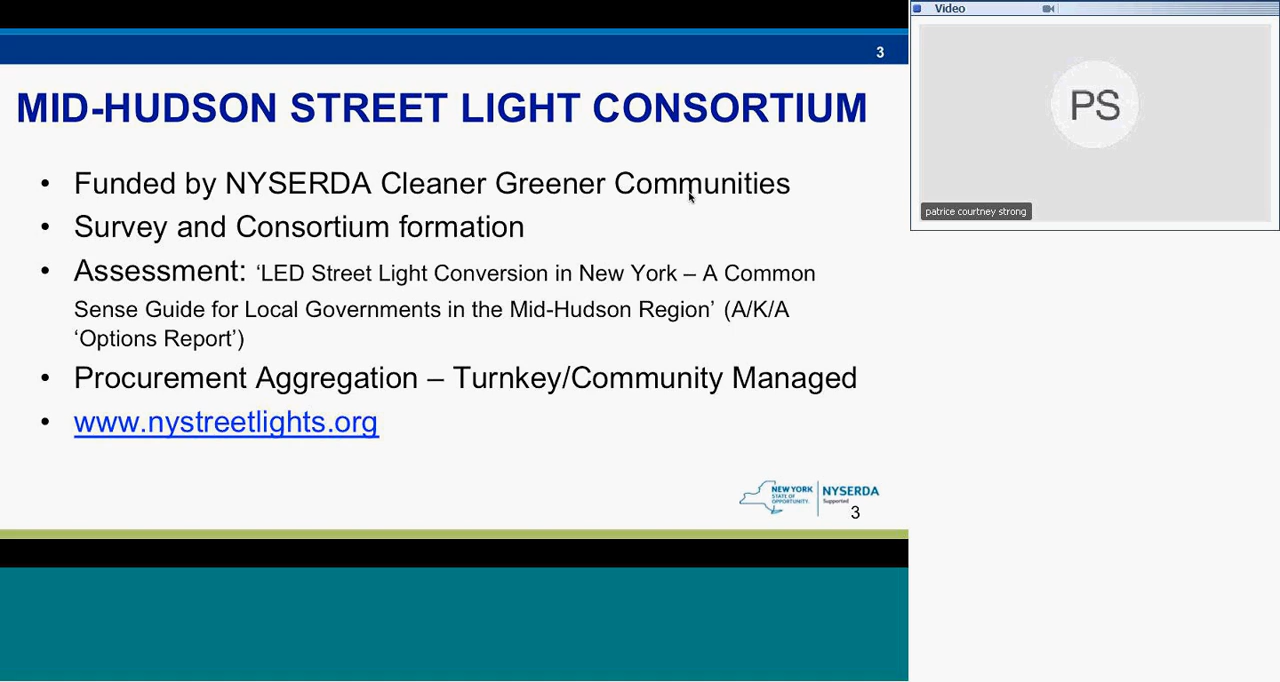 3
MID-HUDSON STREET LIGHT CONSORTIUM
• Funded by NYSERDA Cleaner Greener Communities
• Survey and Consortium formation
• Assessment: ‘LED Street Light Conversion in New York – A Common
Sense Guide for Local Governments in the Mid-Hudson Region’ (A/K/A
‘Options Report’)
• Procurement Aggregation – Turnkey/Community Managed
• www.nystreetlights.org
NEW YORK
STATE OF
OPPORTUNITY.
NYSERDA
Supported
3
Video
PS
patrice courtney strong